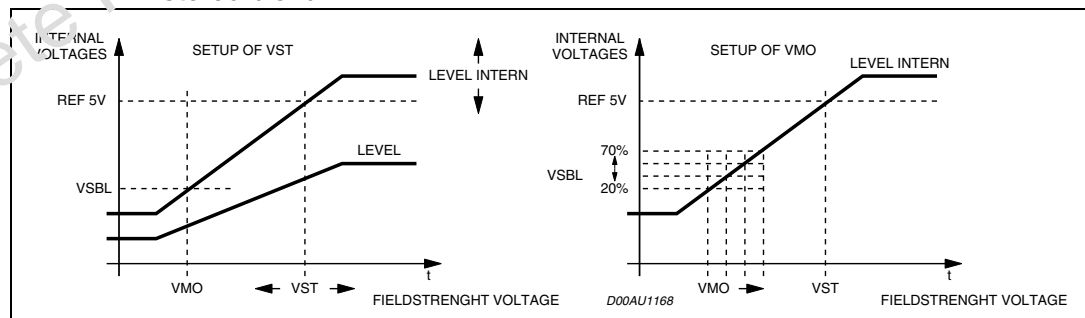 INTERNAL
VOLTAGES
SETUP OF VST
LEVEL INTERN
REF 5V
LEVEL
VSBL
t
VMO
VST
FIELDSTRENGHT VOLTAGE
INTERNAL
VOLTAGES
SETUP OF VMO
LEVEL INTERN
REF 5V
70%
VSBL
20%
t
VMO
VST
D00AU1168
FIELDSTRENGHT VOLTAGE